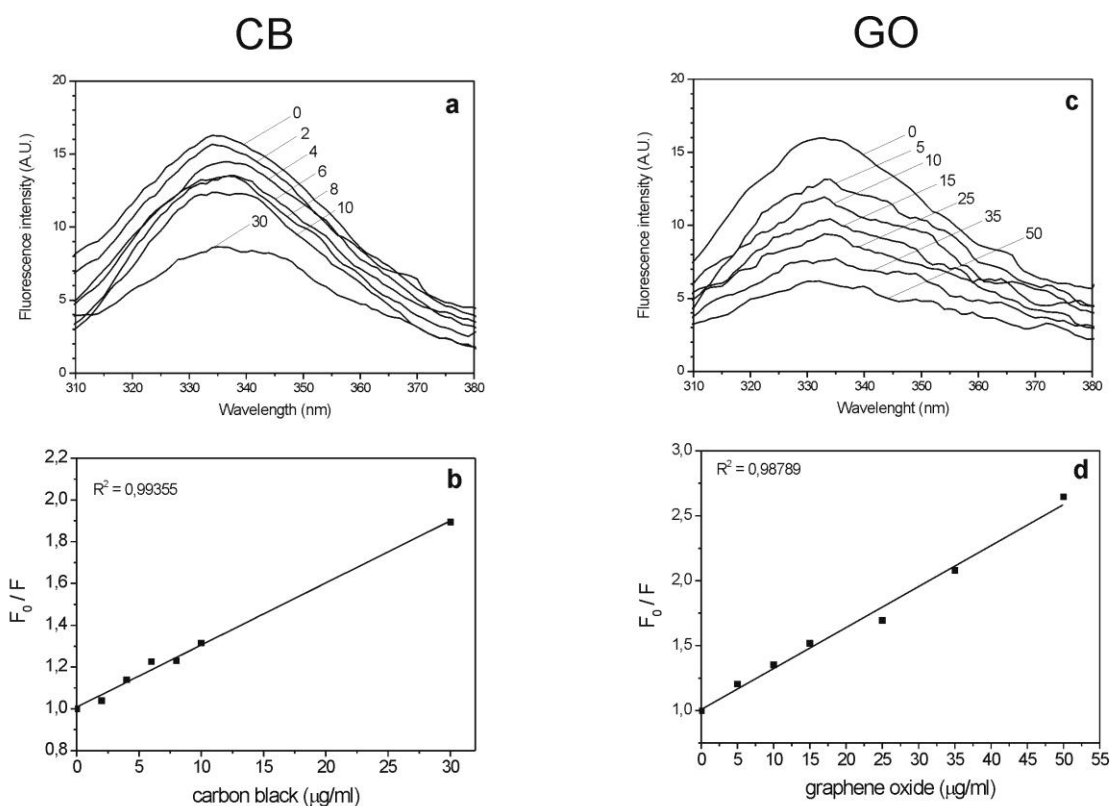 CB
GO
a
20
15
10
5
0
310 320 330 340 350 360 370 380
Wavelength (nm)
Fluorescence intensity (A.U.)
0
2
4
6
8
10
30
c
20
15
10
5
0
310 320 330 340 350 360 370 380
Wavelenght (nm)
Fluorescence intensity (A.U.)
0
5
10
15
25
35
50
b
R² = 0,99355
2,2
2,0
1,8
1,6
1,4
1,2
1,0
0,8
F₀ / F
0 5 10 15 20 25 30
carbon black (µg/ml)
d
R² = 0,98789
3,0
2,5
2,0
1,5
1,0
F₀ / F
0 5 10 15 20 25 30 35 40 45 50 55
graphene oxide (µg/ml)